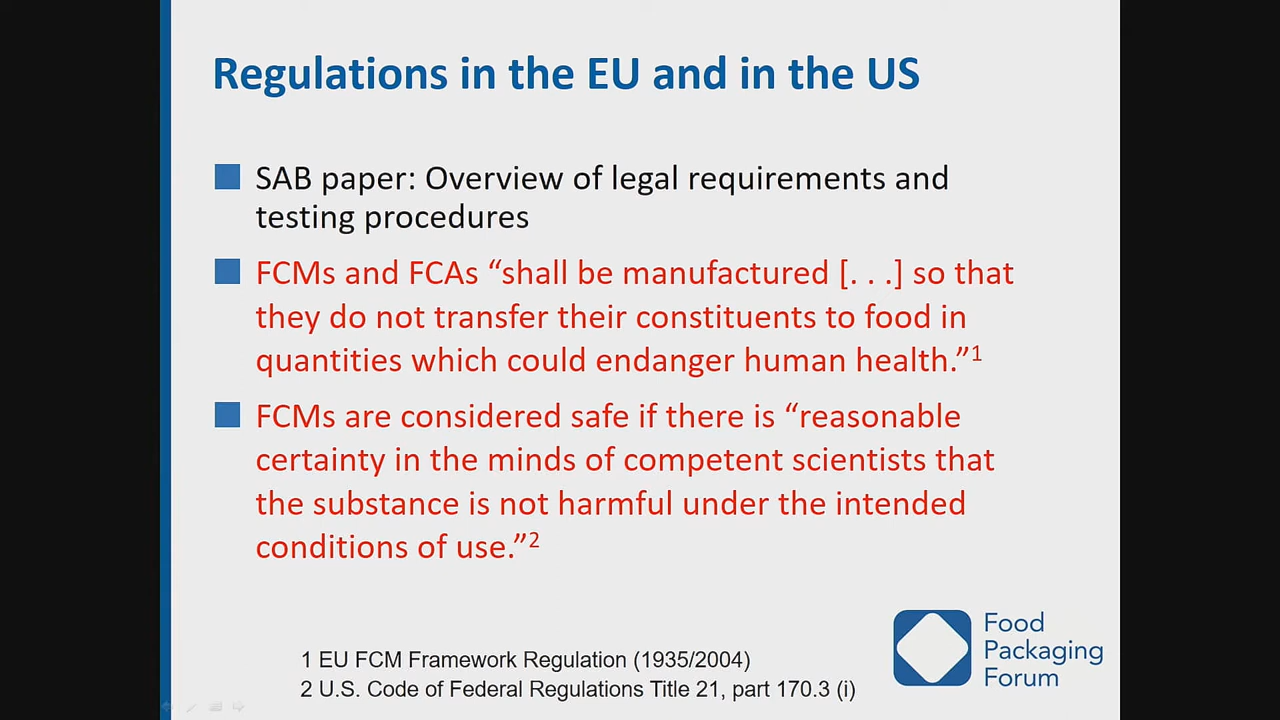 Regulations in the EU and in the US
SAB paper: Overview of legal requirements and
testing procedures
FCMs and FCAs “shall be manufactured [. . .] so that
they do not transfer their constituents to food in
quantities which could endanger human health.”1
FCMs are considered safe if there is “reasonable
certainty in the minds of competent scientists that
the substance is not harmful under the intended
conditions of use.”2
1 EU FCM Framework Regulation (1935/2004)
2 U.S. Code of Federal Regulations Title 21, part 170.3 (i)
Food
Packaging
Forum